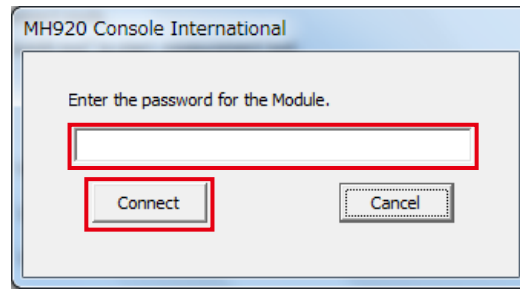 MH920 Console International
Enter the password for the Module.
Connect
Cancel